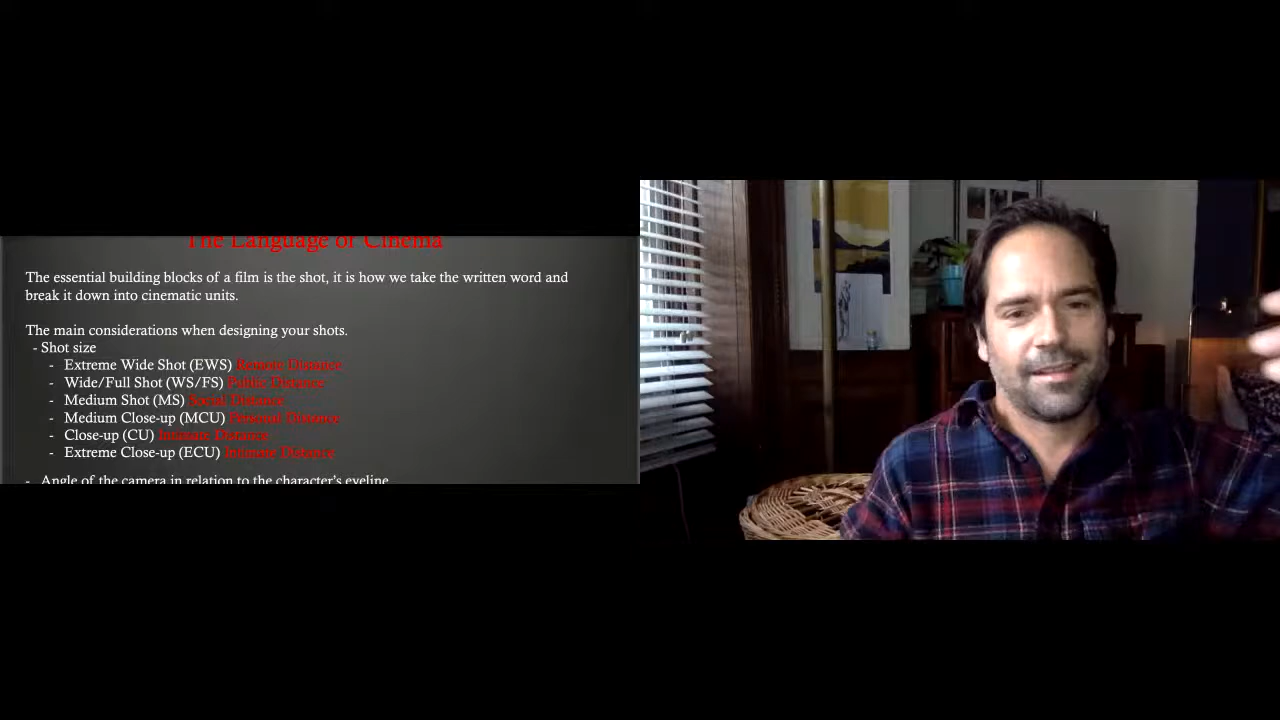 The Language of Cinema
The essential building blocks of a film is the shot, it is how we take the written word and
break it down into cinematic units.
The main considerations when designing your shots.
- Shot size
- Extreme Wide Shot (EWS) Remote Distance
- Wide/Full Shot (WS/FS) Public Distance
- Medium Shot (MS) Social Distance
- Medium Close-up (MCU) Personal Distance
- Close-up (CU) Intimate Distance
- Extreme Close-up (ECU) Intimate Distance
- Angle of the camera in relation to the character's eyeline